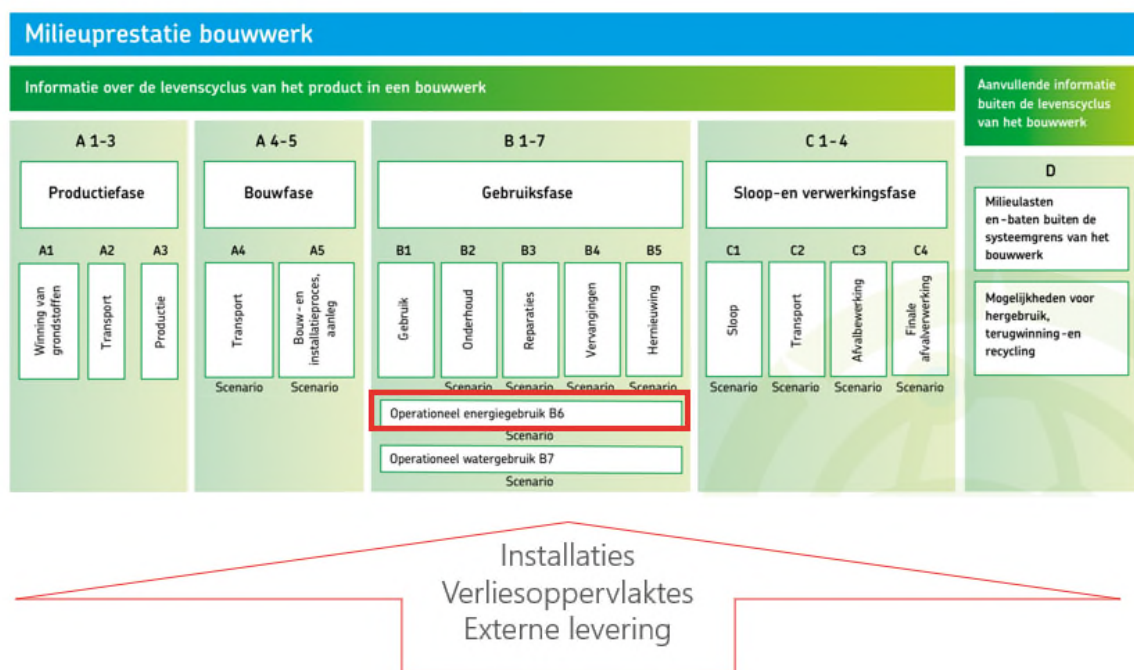 Milieuprestatie bouwwerk
Informatie over de levenscyclus van het product in een bouwwerk
Aanvullende informatie
buiten de levenscyclus
van het bouwwerk
A 1-3
Productiefase
A1
A2
A3
Winning van
grondstoffen
Transport
Productie
A 4-5
Bouwfase
A4
A5
Transport
Bouw- en
installatieproces,
aanleg
Scenario
Scenario
B 1-7
Gebruiksfase
B1
B2
B3
B4
B5
Gebruik
Onderhoud
Reparaties
Vervangingen
Hernieuwing
Scenario
Scenario
Scenario
Scenario
Operationeel energiegebruik B6
Scenario
Operationeel watergebruik B7
Scenario
C 1-4
Sloop-en verwerkingsfase
C1
C2
C3
C4
Sloop
Transport
Afvalbewerking
Finale
afvalverwerking
Scenario
Scenario
Scenario
Scenario
D
Milieulasten
en-baten buiten de
systeemgrens van het
bouwwerk
Mogelijkheden voor
hergebruik,
terugwinning-en
recycling
Installaties
Verliesoppervlaktes
Externe levering